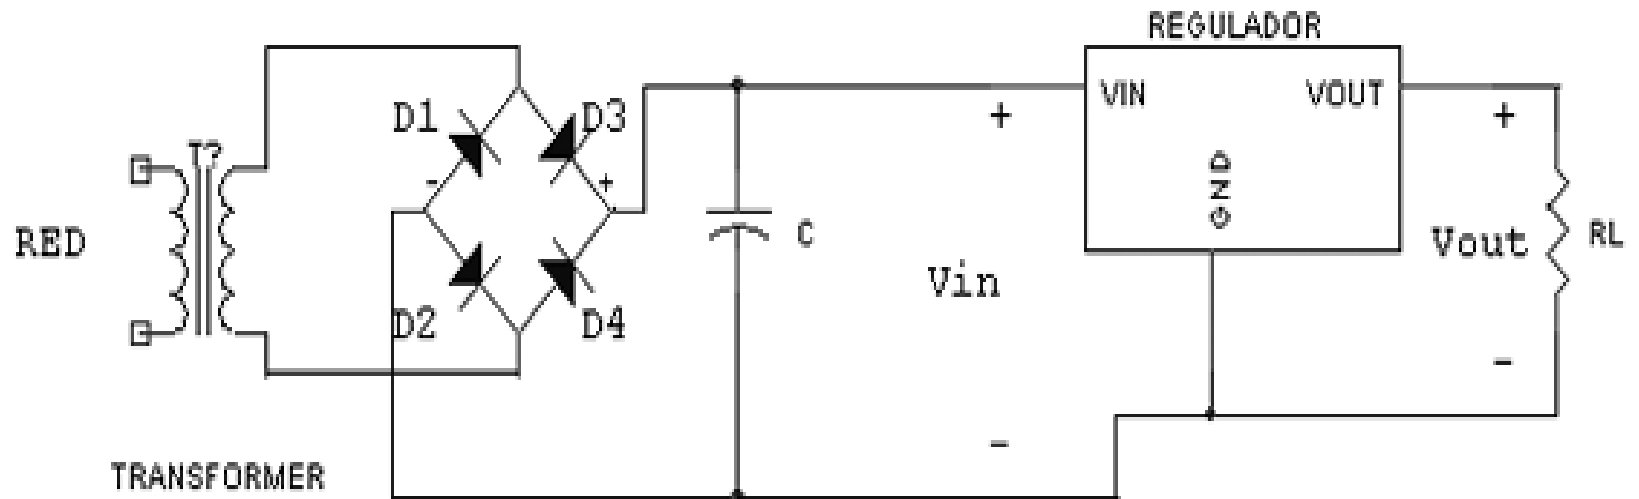 REGULADOR
VIN
VOUT
+
+
D1
D3
T?
-
+
GND
RED
C
Vin
Vout
RL
D2
D4
-
-
TRANSFORMER